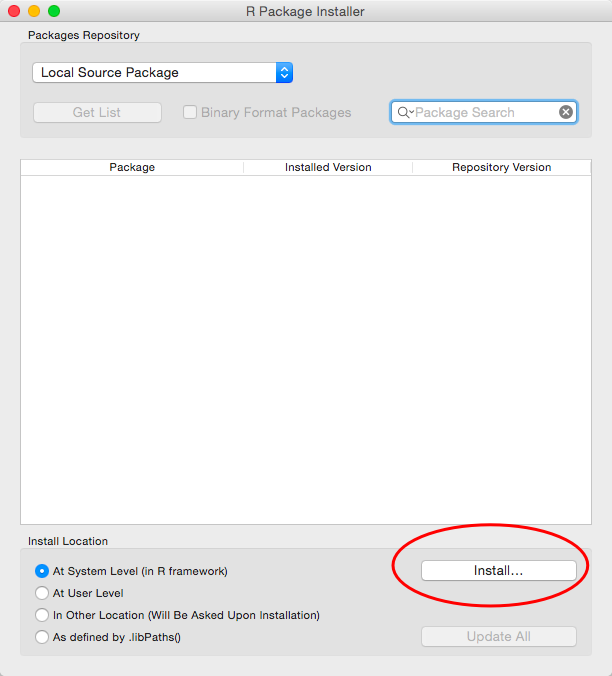 R Package Installer
Packages Repository
Local Source Package
Get List
Binary Format Packages
Package Search
Package Installed Version Repository Version
Install Location
At System Level (in R framework)
Install...
At User Level
In Other Location (Will Be Asked Upon Installation)
As defined by .libPaths()
Update All